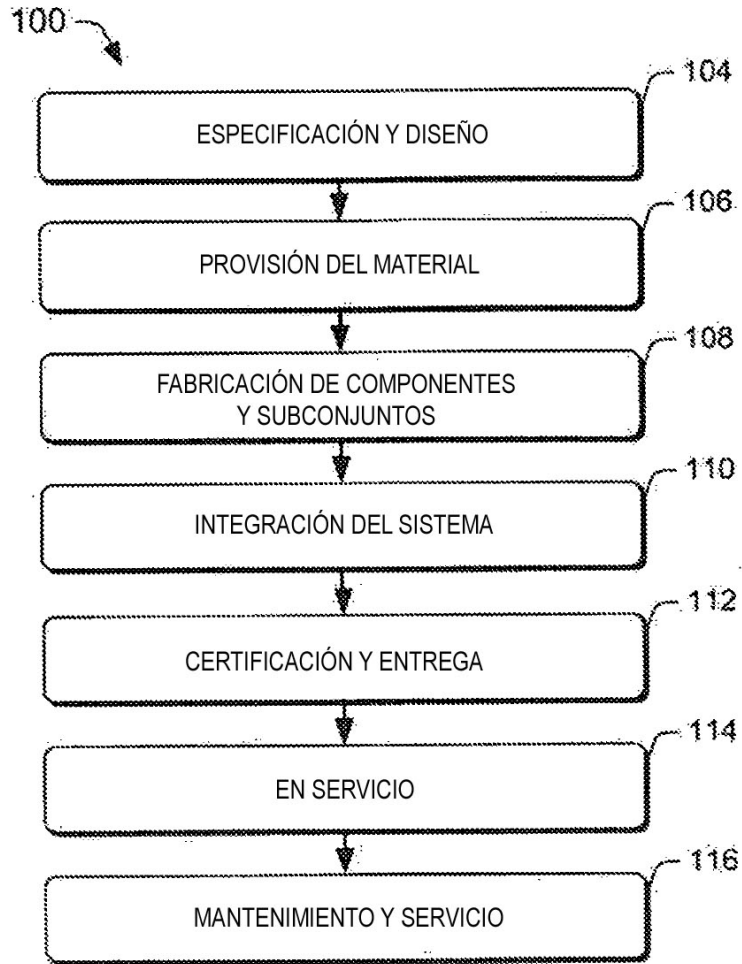 100
104
ESPECIFICACIÓN Y DISEÑO
106
PROVISIÓN DEL MATERIAL
108
FABRICACIÓN DE COMPONENTES
Y SUBCONJUNTOS
110
INTEGRACIÓN DEL SISTEMA
112
CERTIFICACIÓN Y ENTREGA
114
EN SERVICIO
116
MANTENIMIENTO Y SERVICIO